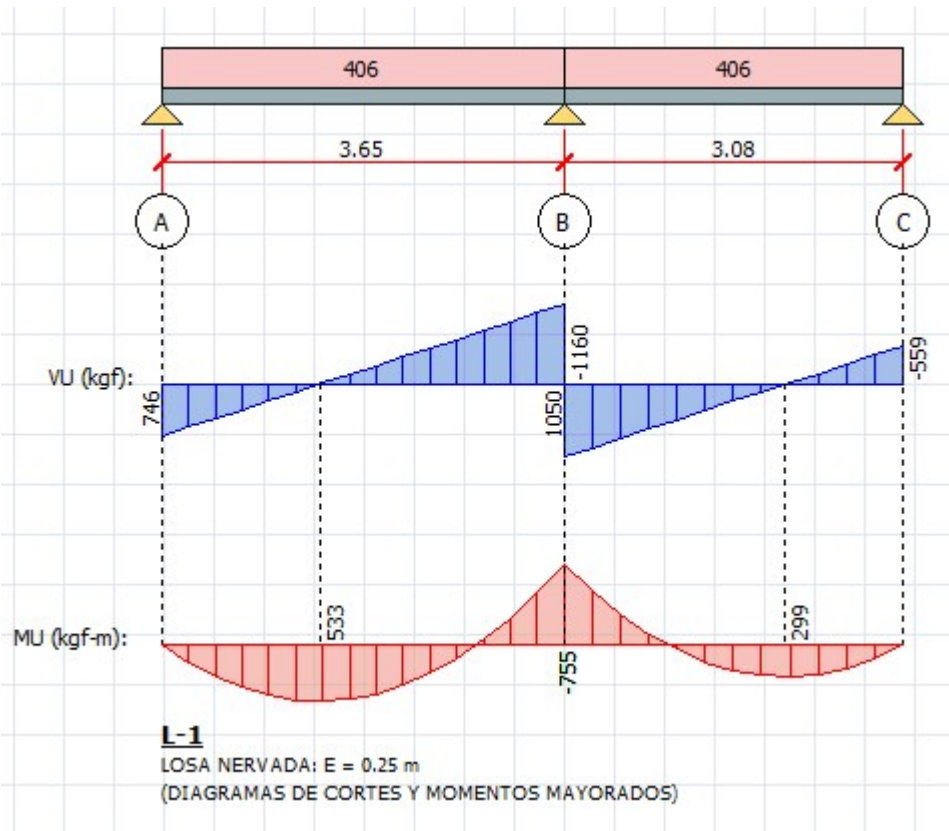 406 406
3.65 3.08
A B C
VU (kgf): 746 -1160 1050 -559
MU (kgf-m): 533 -755 299
L-1
LOSA NERVADA: E = 0.25 m
(DIAGRAMAS DE CORTES Y MOMENTOS MAYORADOS)